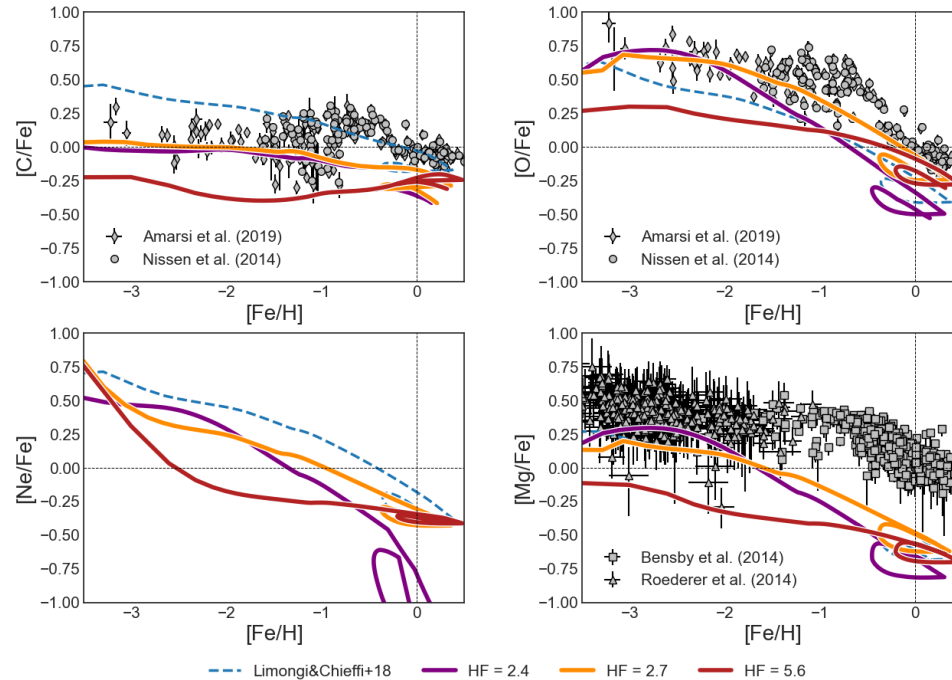 1.00
0.75
0.50
0.25
0.00
−0.25
−0.50
−0.75
−1.00
[C/Fe]
Amarsi et al. (2019)
Nissen et al. (2014)
−3
−2
−1
0
[Fe/H]
1.00
0.75
0.50
0.25
0.00
−0.25
−0.50
−0.75
−1.00
[O/Fe]
Amarsi et al. (2019)
Nissen et al. (2014)
−3
−2
−1
0
[Fe/H]
1.00
0.75
0.50
0.25
0.00
−0.25
−0.50
−0.75
−1.00
[Ne/Fe]
−3
−2
−1
0
[Fe/H]
1.00
0.75
0.50
0.25
0.00
−0.25
−0.50
−0.75
−1.00
[Mg/Fe]
Bensby et al. (2014)
Roederer et al. (2014)
−3
−2
−1
0
[Fe/H]
Limongi&Chieffi+18
HF = 2.4
HF = 2.7
HF = 5.6